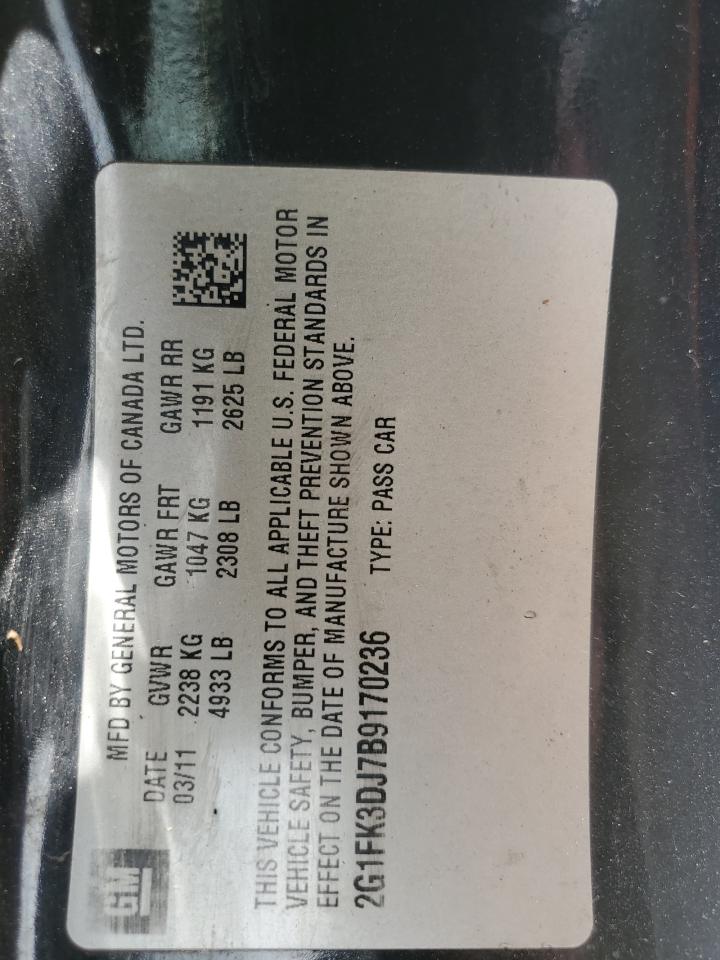 GM
MFD BY GENERAL MOTORS OF CANADA LTD.
DATE GVWR GAWR FRT GAWR RR
03/11 2238 KG 1047 KG 1191 KG
4933 LB 2308 LB 2625 LB
THIS VEHICLE CONFORMS TO ALL APPLICABLE U.S. FEDERAL MOTOR
VEHICLE SAFETY, BUMPER, AND THEFT PREVENTION STANDARDS IN
EFFECT ON THE DATE OF MANUFACTURE SHOWN ABOVE.
2G1FK3DJ7B9170236 TYPE: PASS CAR